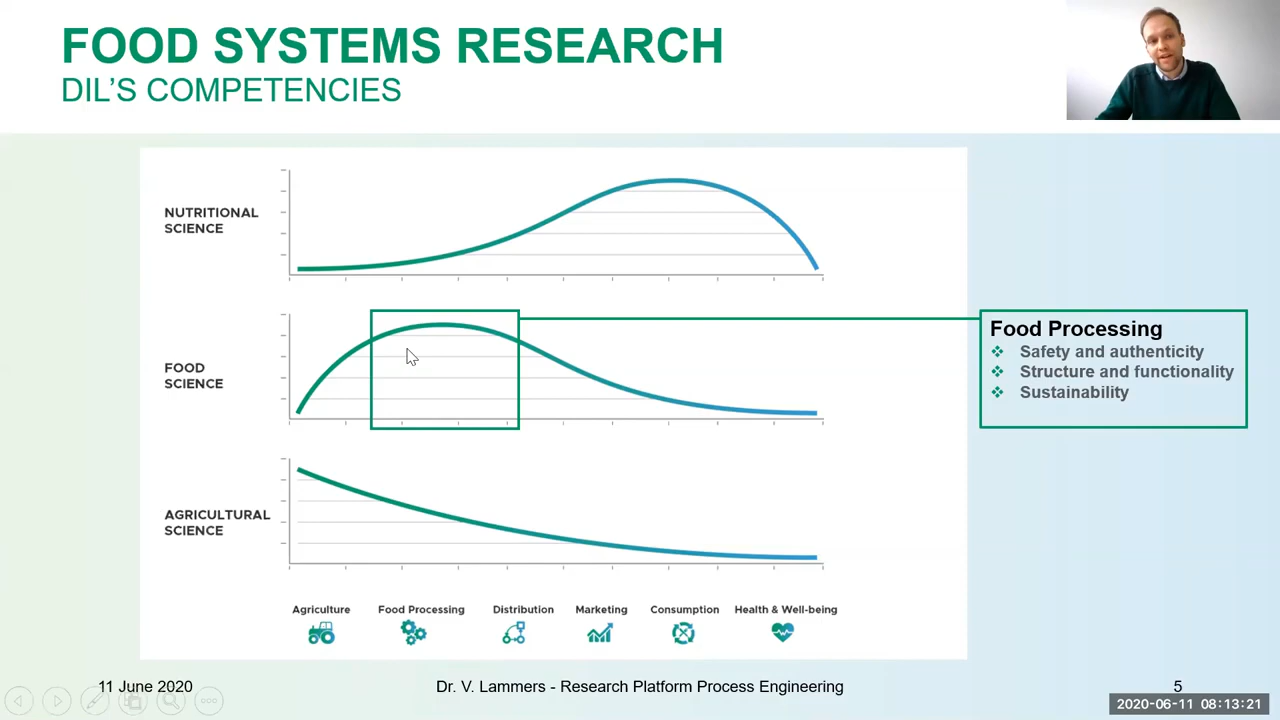 FOOD SYSTEMS RESEARCH
DIL'S COMPETENCIES
NUTRITIONAL
SCIENCE
FOOD
SCIENCE
Food Processing
Safety and authenticity
Structure and functionality
Sustainability
AGRICULTURAL
SCIENCE
Agriculture
Food Processing
Distribution
Marketing
Consumption
Health & Well-being
11 June 2020
Dr. V. Lammers - Research Platform Process Engineering
5
2020-06-11 08:13:21